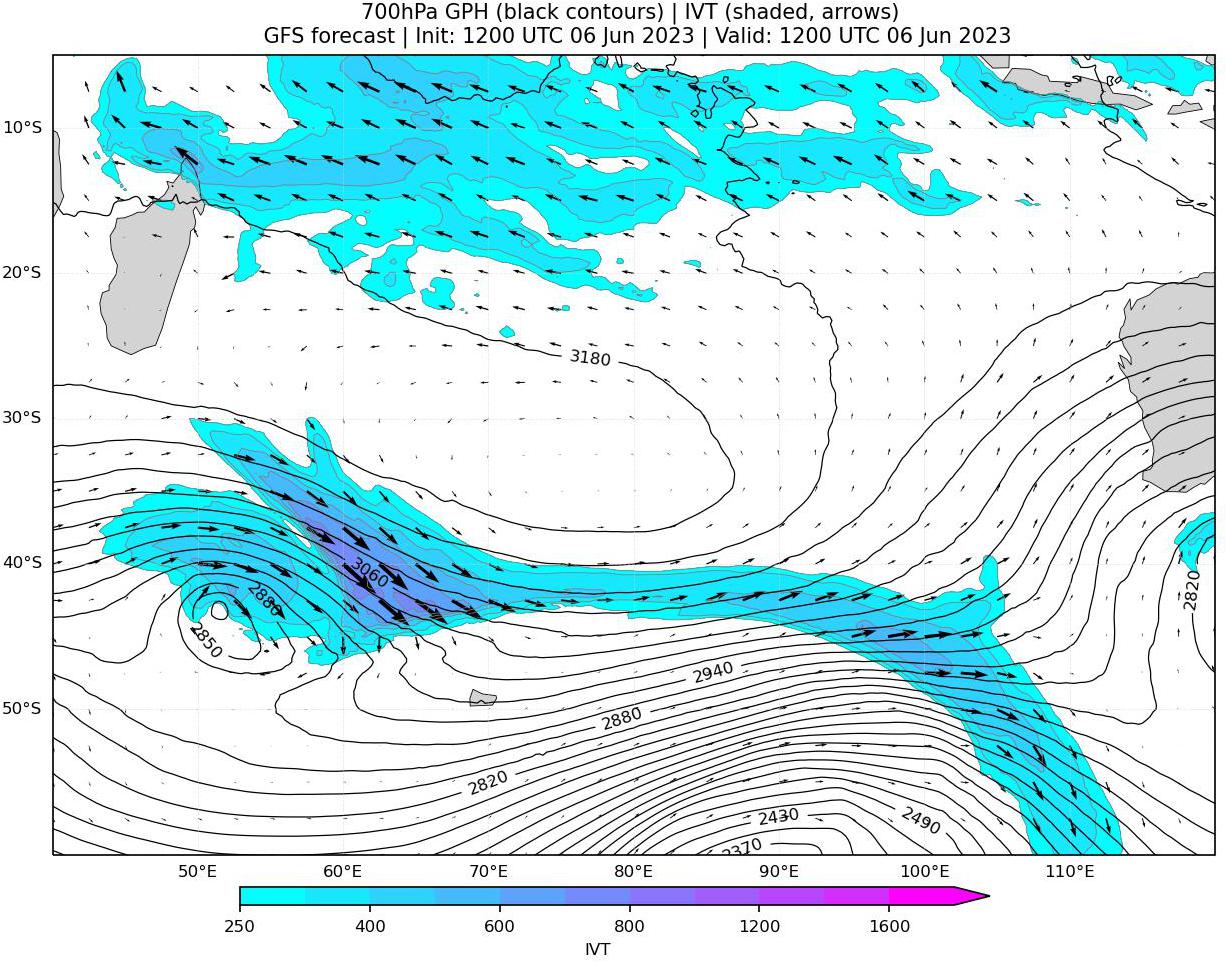 700hPa GPH (black contours) | IVT (shaded, arrows)
GFS forecast | Init: 1200 UTC 06 Jun 2023 | Valid: 1200 UTC 06 Jun 2023
10°S
20°S
3180
30°S
40°S
3060
2880
2820
2850
2940
50°S
2880
2820
2430
2490
2370
50°E 60°E 70°E 80°E 90°E 100°E 110°E
250 400 600 800 1200 1600
IVT